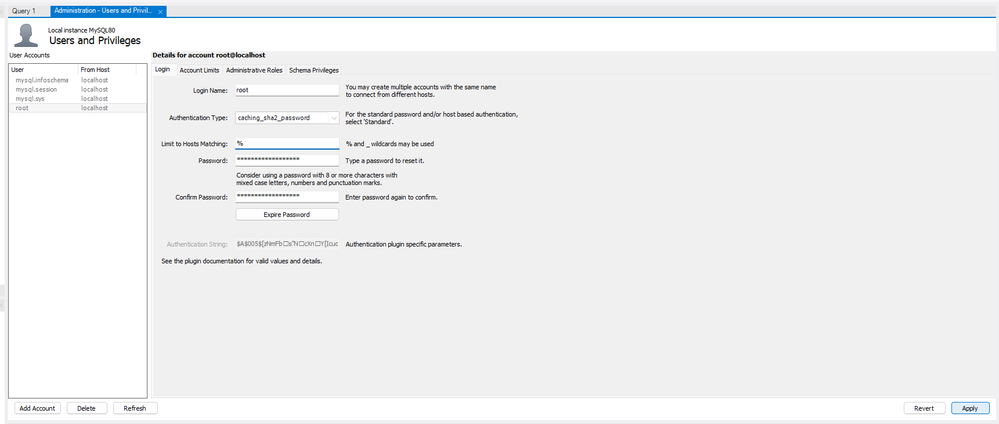 Query 1
Administration - Users and Privil...
Local instance MySQL80
Users and Privileges
User Accounts
User From Host
mysql.infoschema localhost
mysql.session localhost
mysql.sys localhost
root localhost
Add Account Delete Refresh
Details for account root@localhost
Login Account Limits Administrative Roles Schema Privileges
Login Name: root You may create multiple accounts with the same name
to connect from different hosts.
Authentication Type: caching_sha2_password For the standard password and/or host based authentication,
select 'Standard'.
Limit to Hosts Matching: % % and _ wildcards may be used
Password: ****************** Type a password to reset it.
Consider using a password with 8 or more characters with
mixed case letters, numbers and punctuation marks.
Confirm Password: ****************** Enter password again to confirm.
Expire Password
Authentication String: $A$005$[zNmFb□s"N□cXn□Y[Icuc Authentication plugin specific parameters.
See the plugin documentation for valid values and details.
Revert Apply